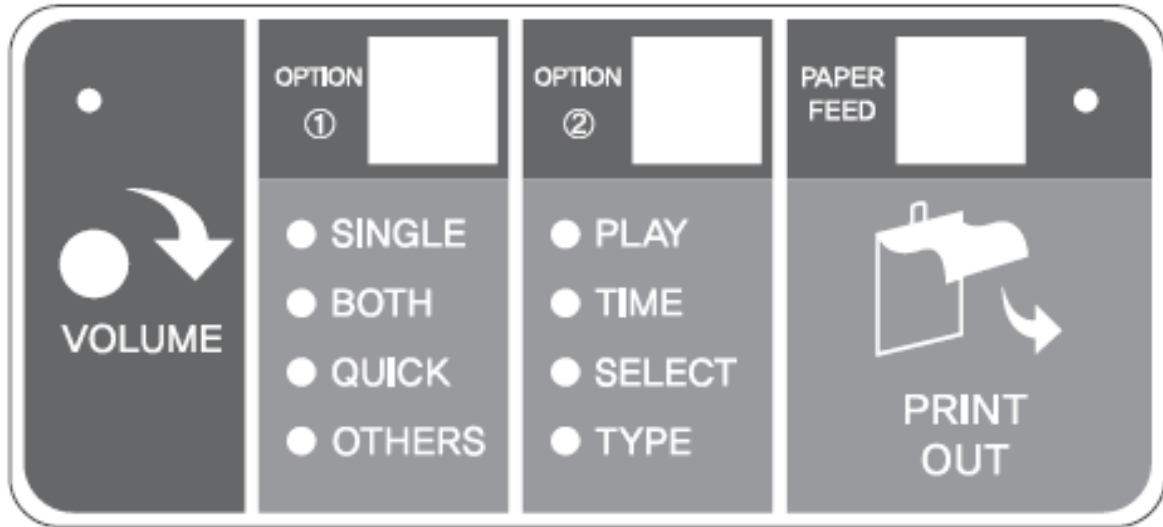 VOLUME
OPTION
①
SINGLE
BOTH
QUICK
OTHERS
OPTION
②
PLAY
TIME
SELECT
TYPE
PAPER
FEED
PRINT
OUT